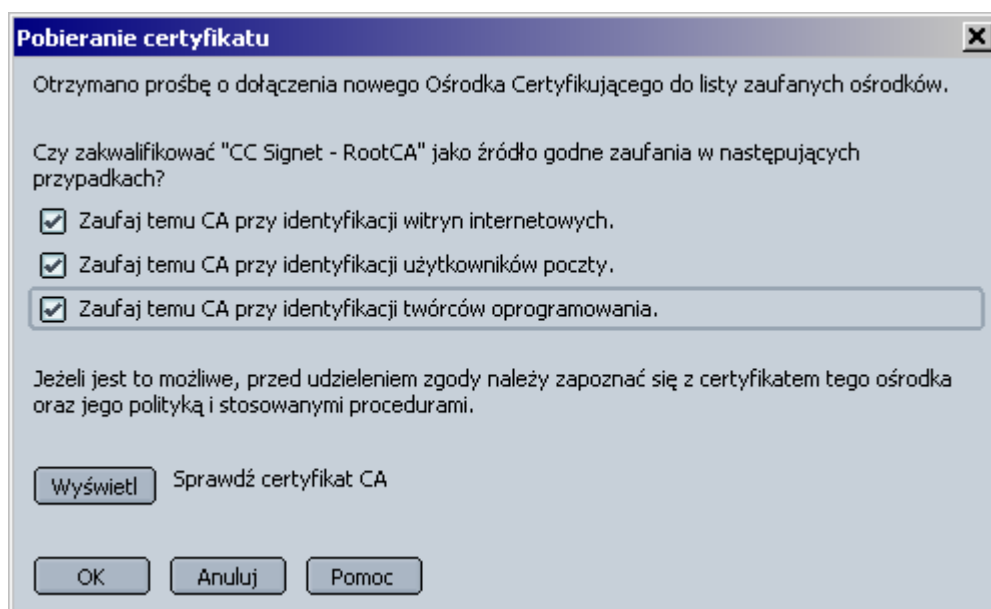 Pobieranie certyfikatu
Otrzymano prośbę o dołączenia nowego Ośrodka Certyfikującego do listy zaufanych ośrodków.
Czy zakwalifikować "CC Signet - RootCA" jako źródło godne zaufania w następujących
przypadkach?
Zaufaj temu CA przy identyfikacji witryn internetowych.
Zaufaj temu CA przy identyfikacji użytkowników poczty.
Zaufaj temu CA przy identyfikacji twórców oprogramowania.
Jeżeli jest to możliwe, przed udzieleniem zgody należy zapoznać się z certyfikatem tego ośrodka
oraz jego polityką i stosowanymi procedurami.
Wyświetl Sprawdź certyfikat CA
OK Anuluj Pomoc